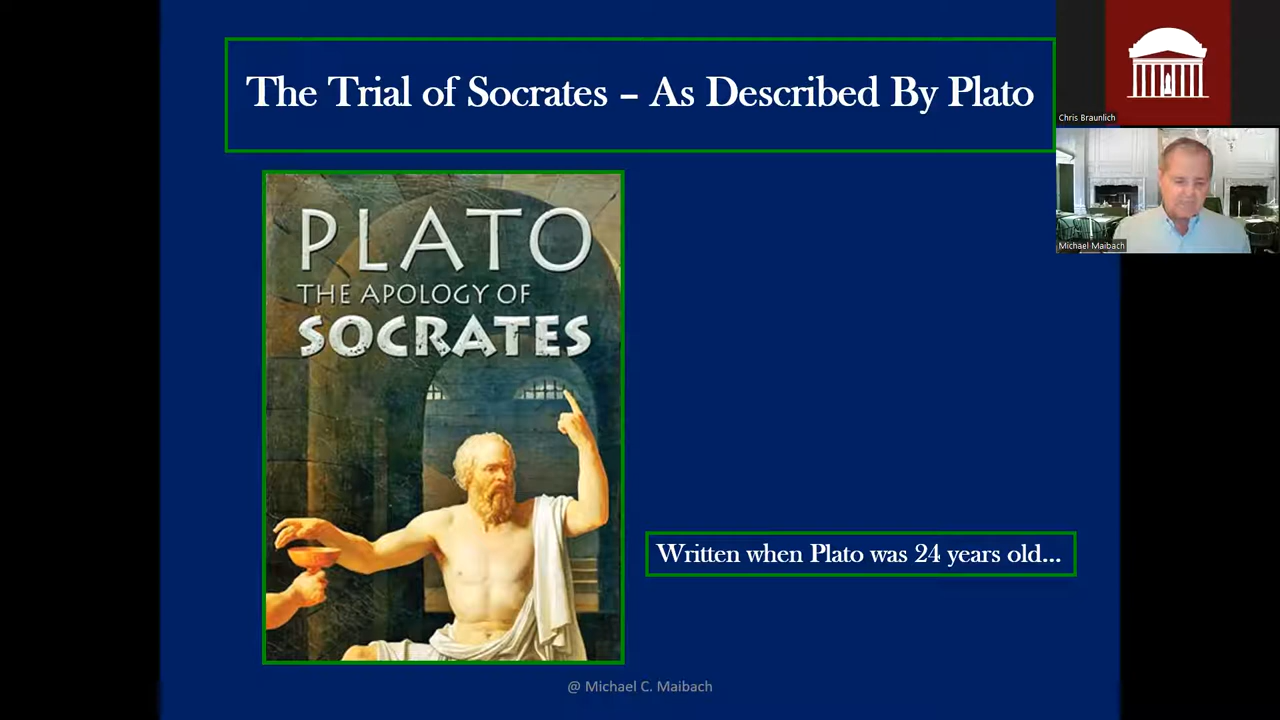 The Trial of Socrates – As Described By Plato
Chris Braunlich
Michael Maibach
PLATO
THE APOLOGY OF
SOCRATES
Written when Plato was 24 years old...
@ Michael C. Maibach